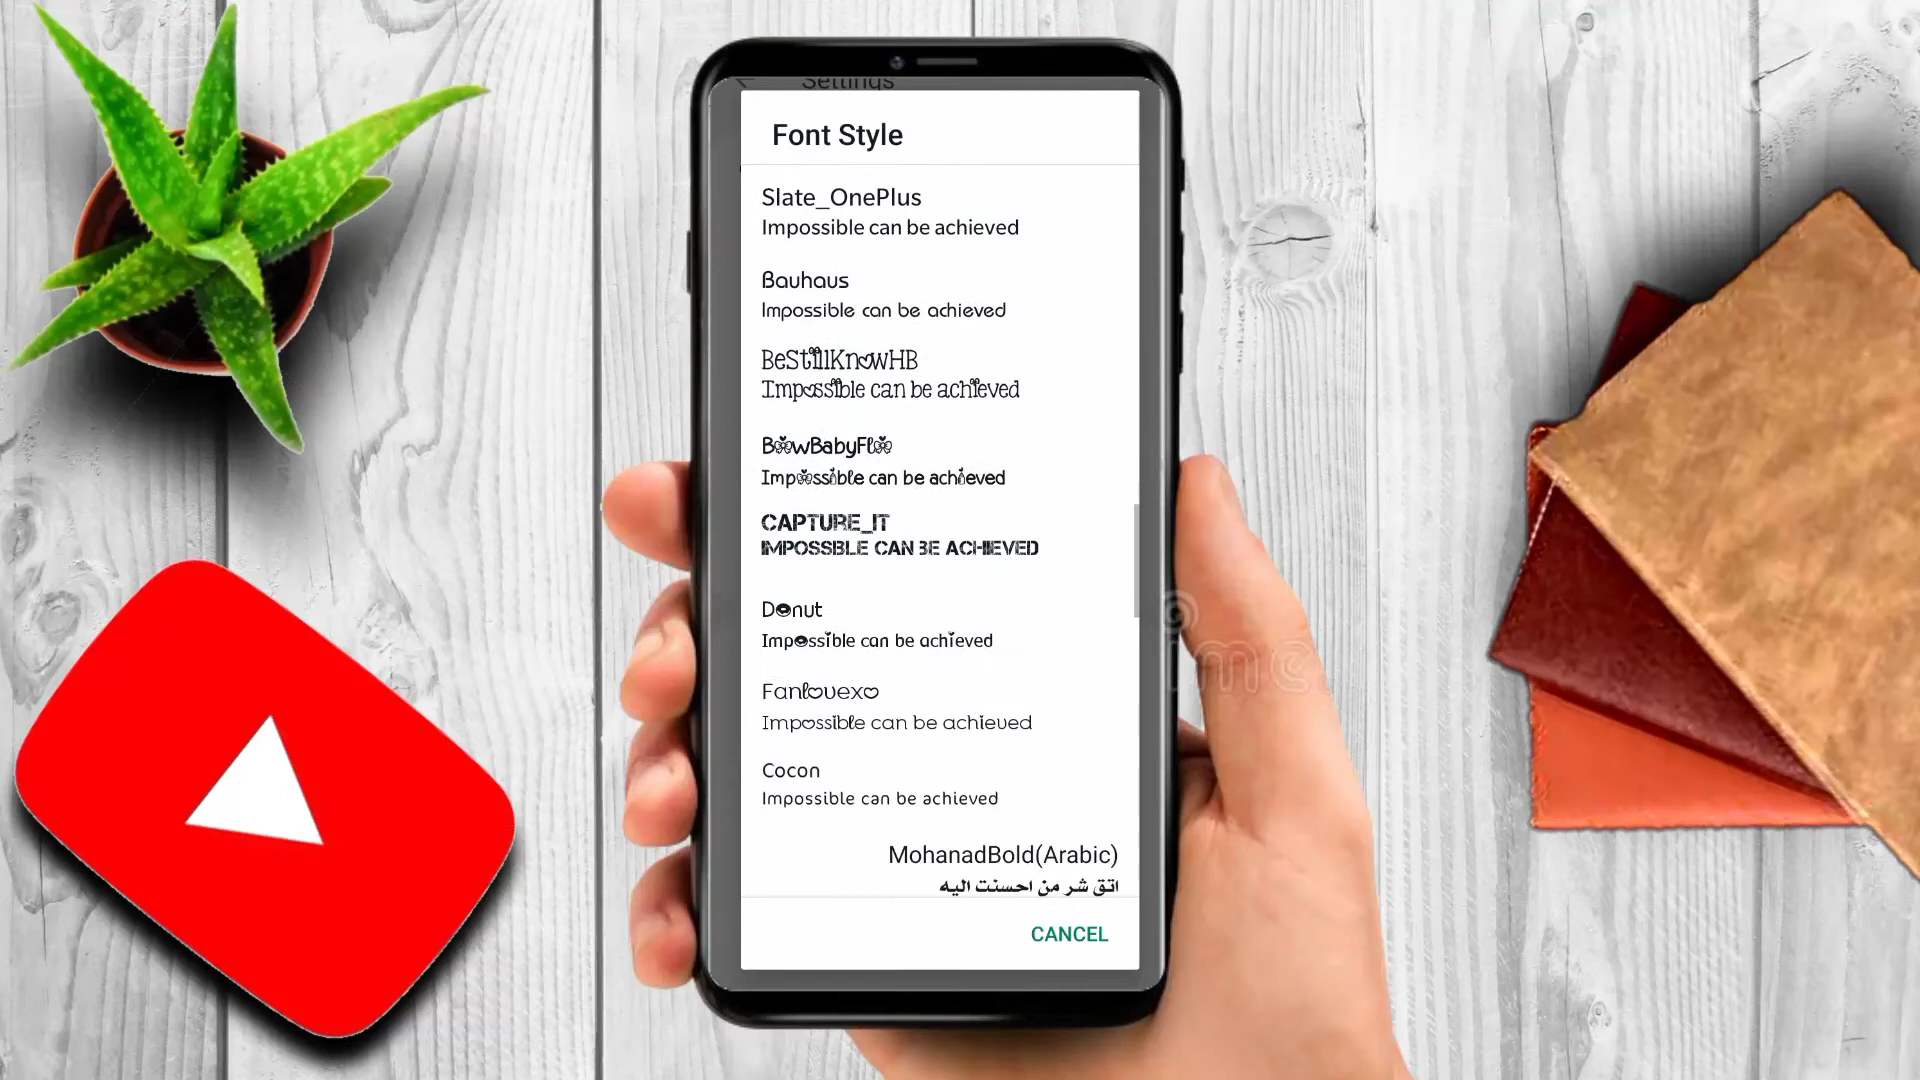 Settings
Font Style
Slate_OnePlus
Impossible can be achieved
Bauhaus
Impossible can be achieved
BeStillKnowHB
Impossible can be achieved
BowBabyFlo
Impossible can be achieved
CAPTURE_IT
IMPOSSIBLE CAN BE ACHIEVED
Donut
Impossible can be achieved
Fanlovexo
Impossible can be achieved
Cocon
Impossible can be achieved
MohanadBold(Arabic)
اتق شر من احسنت اليه
CANCEL